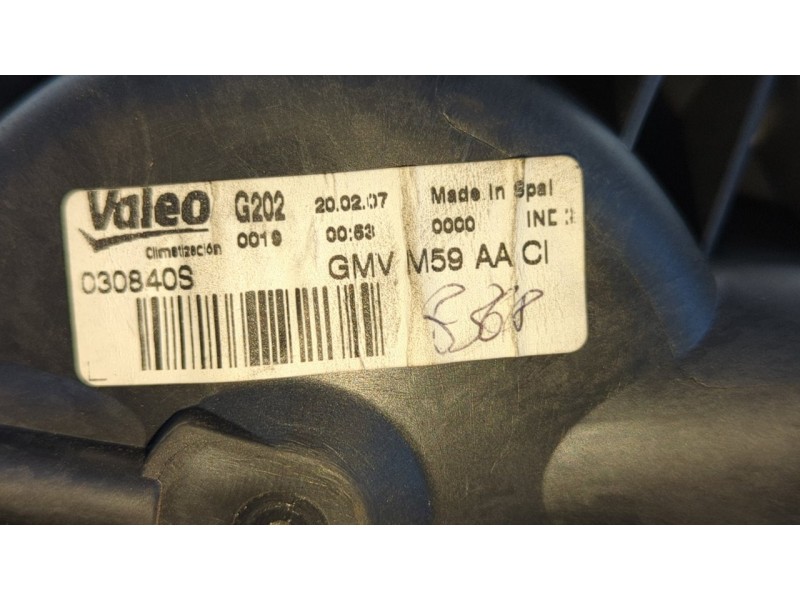 Valeo G202 20.02.07 Made In Spai
Climatización 0019 00:53 0000 IND
030840S GMV M59 AA CI